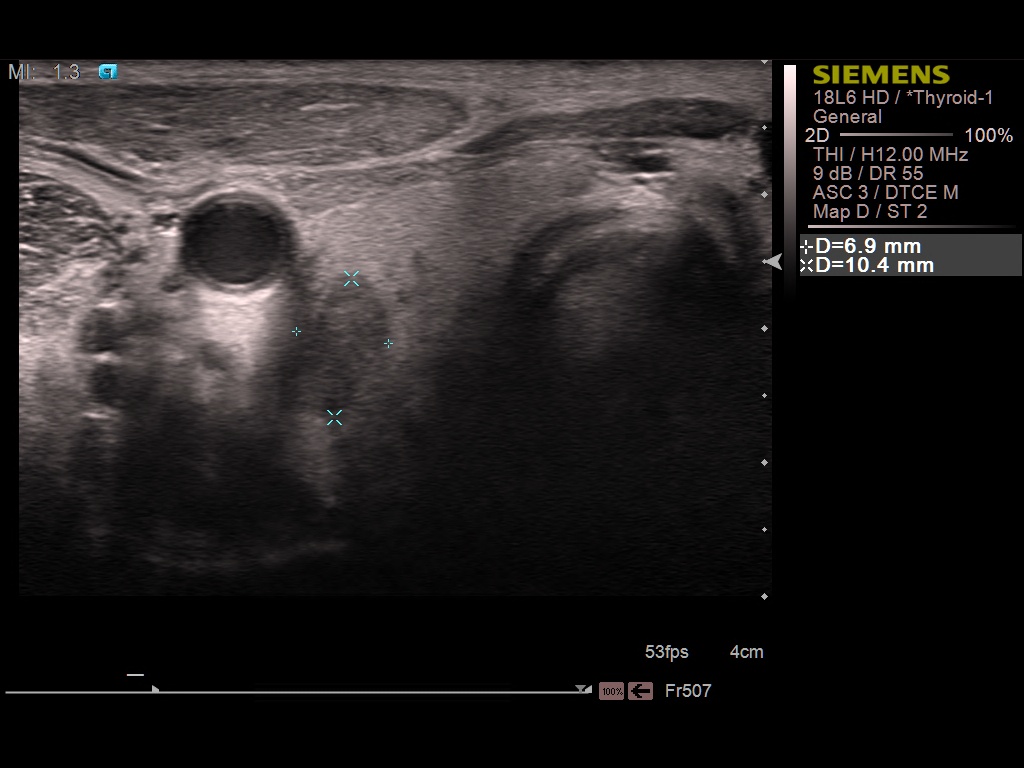 MI: 1.3
SIEMENS
18L6 HD / *Thyroid-1
General
2D 100%
THI / H12.00 MHz
9 dB / DR 55
ASC 3 / DTCE M
Map D / ST 2
D=6.9 mm
D=10.4 mm
53fps 4cm
100% Fr507